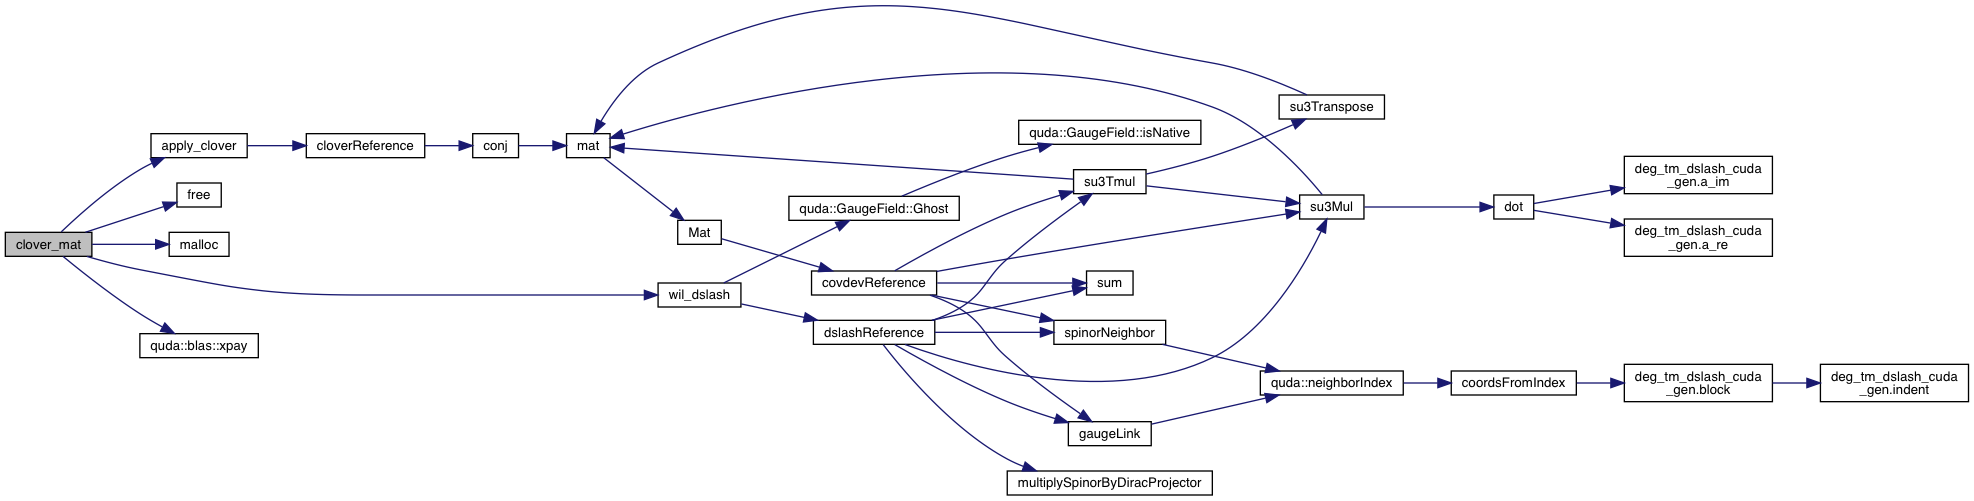 clover_mat
apply_clover
free
malloc
quda::blas::xpay
cloverReference
conj
mat
Mat
wil_dslash
quda::GaugeField::Ghost
covdevReference
dslashReference
quda::GaugeField::isNative
su3Tmul
sum
spinorNeighbor
gaugeLink
multiplySpinorByDiracProjector
su3Transpose
su3Mul
quda::neighborIndex
dot
coordsFromIndex
deg_tm_dslash_cuda
_gen.a_im
deg_tm_dslash_cuda
_gen.a_re
deg_tm_dslash_cuda
_gen.block
deg_tm_dslash_cuda
_gen.indent